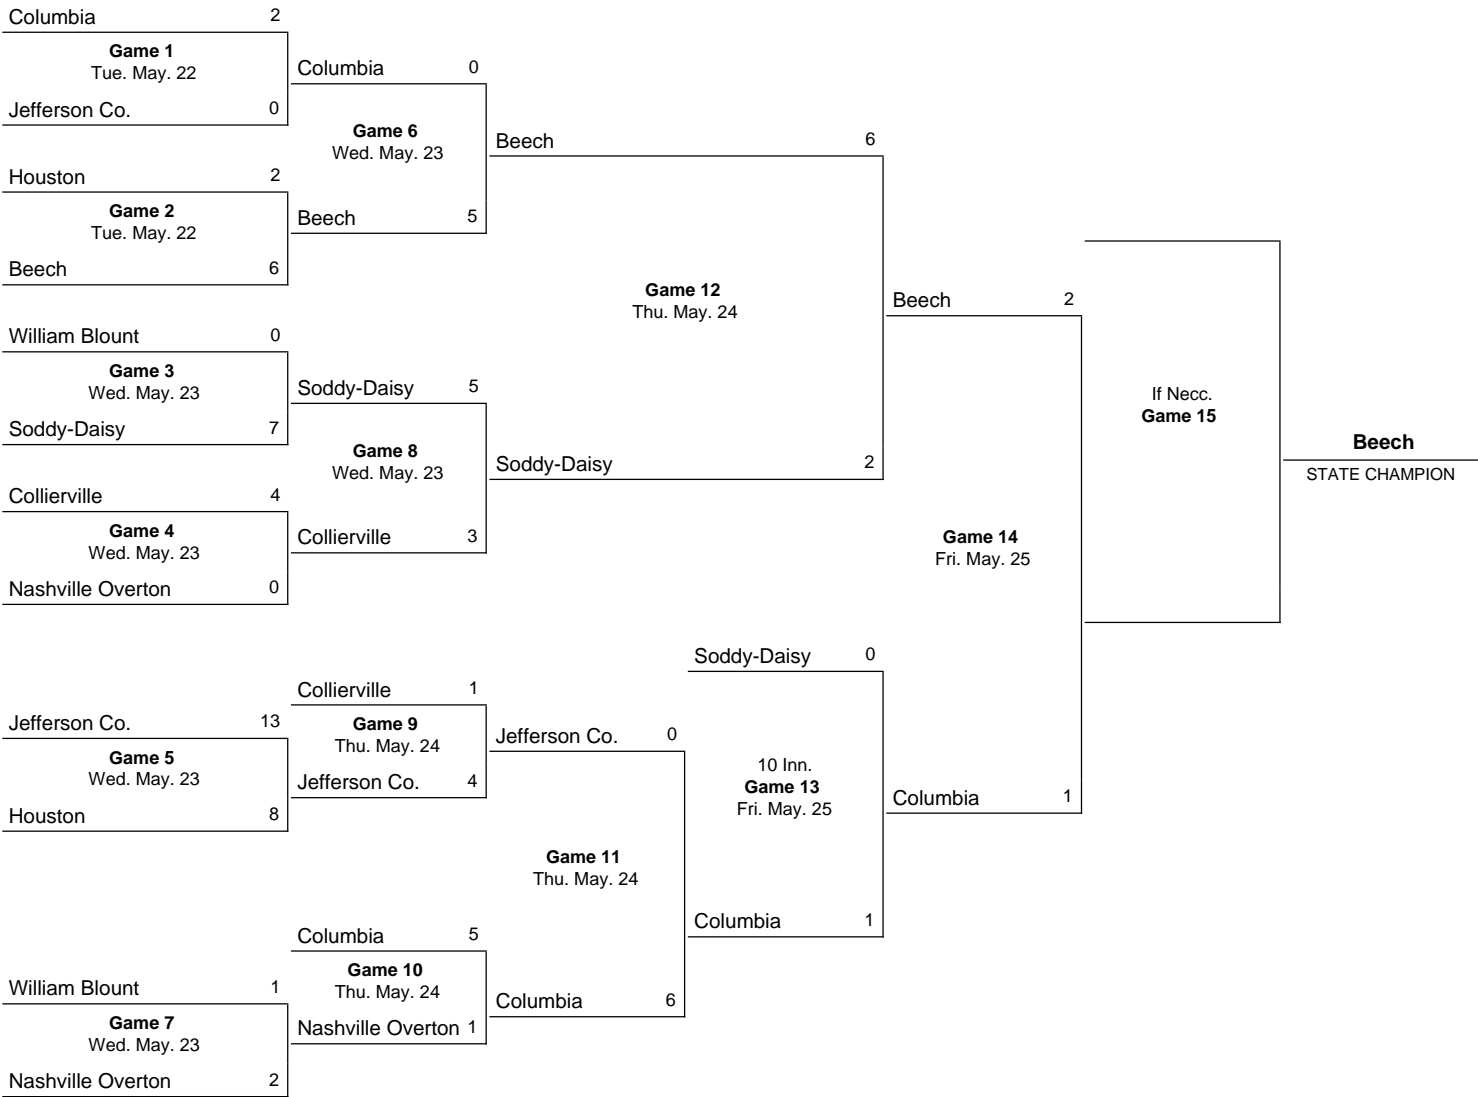 Columbia 2
Game 1
Tue. May. 22
Jefferson Co. 0
Houston 2
Game 2
Tue. May. 22
Beech 6
William Blount 0
Game 3
Wed. May. 23
Soddy-Daisy 7
Collierville 4
Game 4
Wed. May. 23
Nashville Overton 0
Jefferson Co. 13
Game 5
Wed. May. 23
Houston 8
William Blount 1
Game 7
Wed. May. 23
Nashville Overton 2
Columbia 0
Game 6
Wed. May. 23
Beech 5
Soddy-Daisy 5
Game 8
Wed. May. 23
Collierville 3
Collierville 1
Game 9
Thu. May. 24
Jefferson Co. 4
Columbia 5
Game 10
Thu. May. 24
Nashville Overton 1
Beech 6
Game 12
Thu. May. 24
Soddy-Daisy 2
Jefferson Co. 0
Game 11
Thu. May. 24
Columbia 6
Soddy-Daisy 0
10 Inn.
Game 13
Fri. May. 25
Columbia 1
Beech 2
Game 14
Fri. May. 25
Columbia 1
If Necc.
Game 15
Beech
STATE CHAMPION